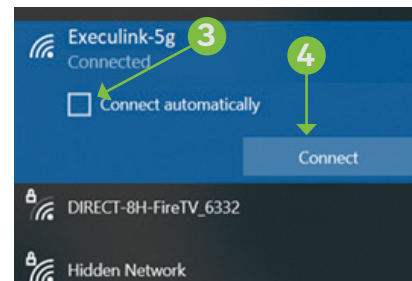 Execulink-5g
3
Connected
4
Connect automatically
Connect
DIRECT-8H-FireTV_6332
Hidden Network